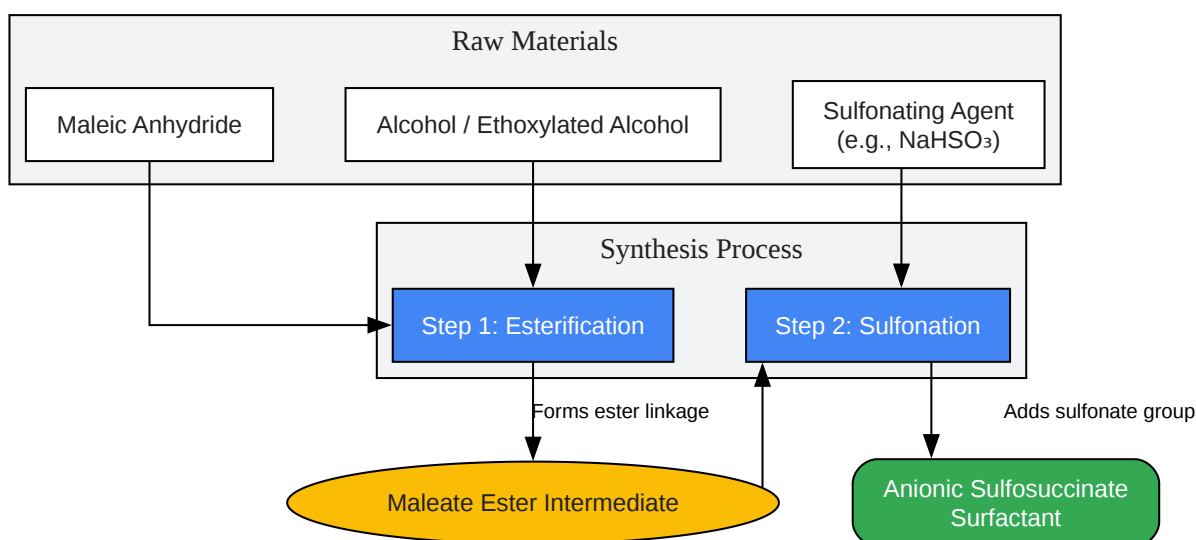 Raw Materials
Maleic Anhydride
Alcohol / Ethoxylated Alcohol
Sulfonating Agent
(e.g., NaHSO₃)
Synthesis Process
Step 1: Esterification
Step 2: Sulfonation
Forms ester linkage
Adds sulfonate group
Maleate Ester Intermediate
Anionic Sulfosuccinate
Surfactant